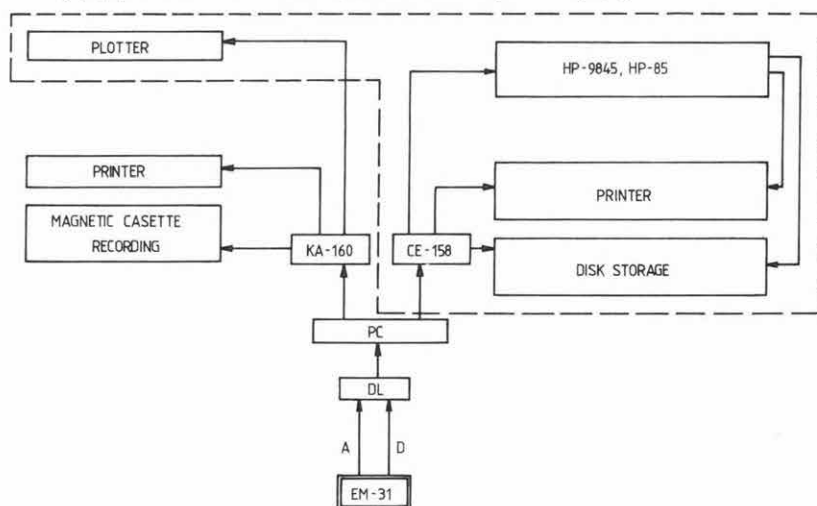 PLOTTER
HP-9845, HP-85
PRINTER
PRINTER
MAGNETIC CASETTE
RECORDING
KA-160
CE-158
DISK STORAGE
PC
DL
A
D
EM-31